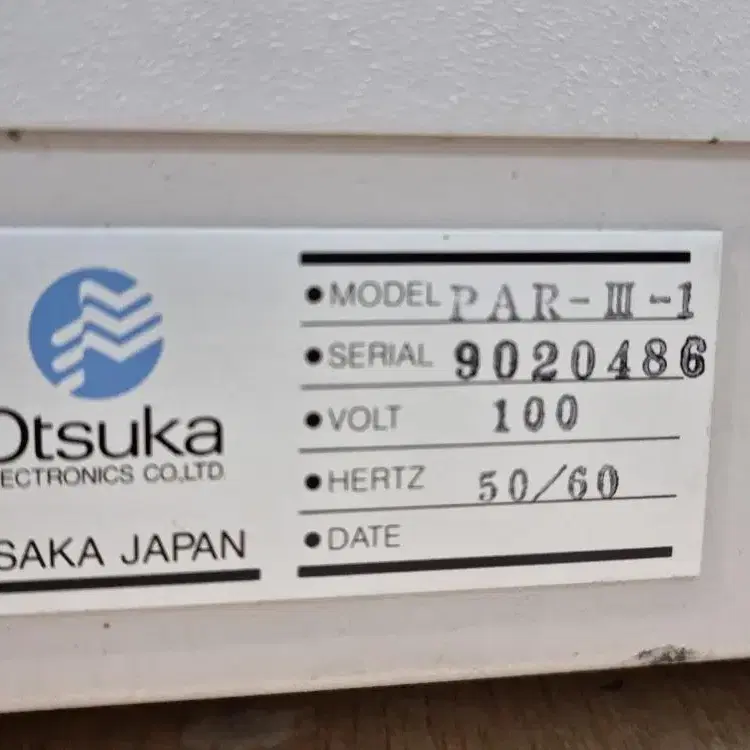 Otsuka
ECTRONICS CO.,LTD.
SAKA JAPAN
●MODEL PAR-III-1
●SERIAL 9020486
●VOLT 100
●HERTZ 50/60
●DATE